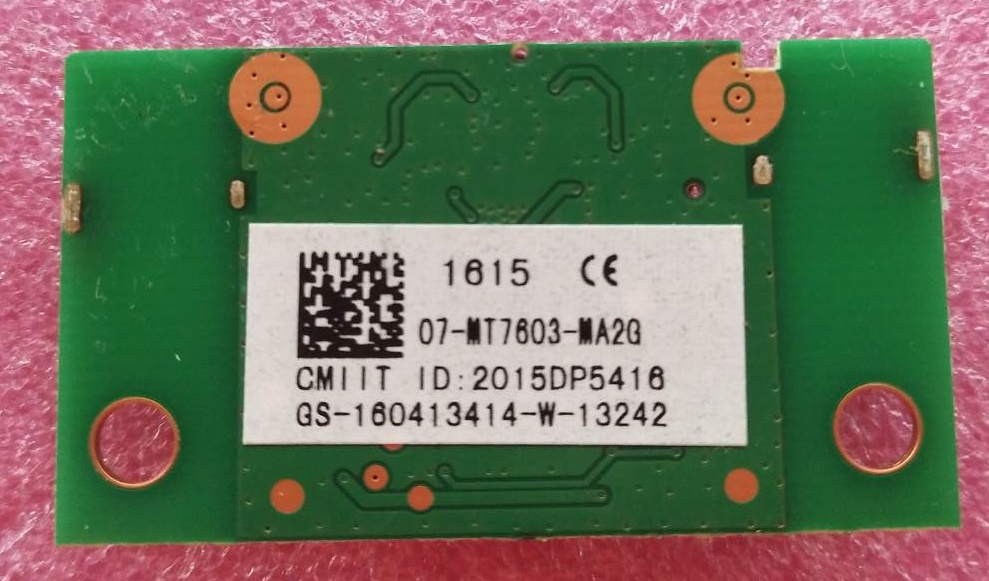 1615 CE
07-MT7603-MA2G
CMIIT ID:2015DP5416
GS-160413414-W-13242